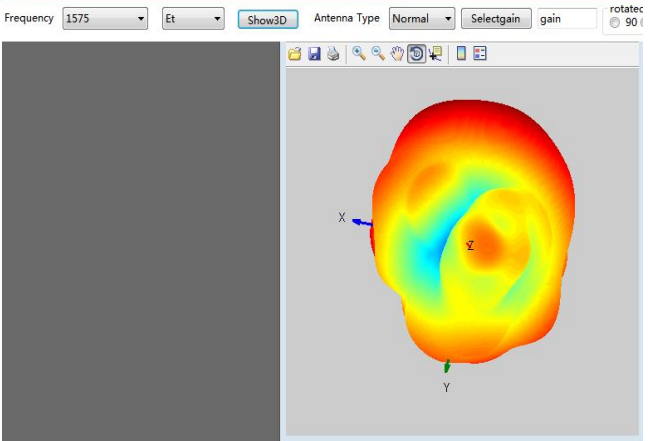 Frequency 1575 Et Show3D Antenna Type Normal Selectgain gain rotated
90
X
Z
Y